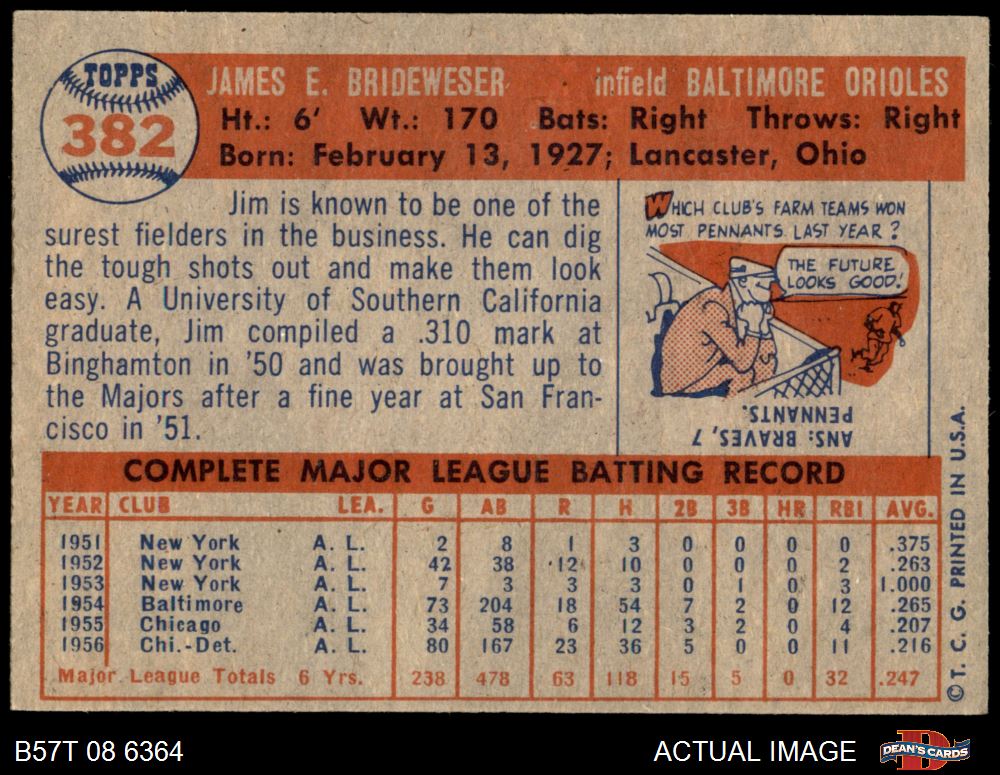 TOPPS
382
JAMES E. BRIDEWESER infield BALTIMORE ORIOLES
Ht.: 6' Wt.: 170 Bats: Right Throws: Right
Born: February 13, 1927; Lancaster, Ohio
Jim is known to be one of the
surest fielders in the business. He can dig
the tough shots out and make them look
easy. A University of Southern California
graduate, Jim compiled a .310 mark at
Binghamton in '50 and was brought up to
the Majors after a fine year at San Fran-
cisco in '51.
WHICH CLUB'S FARM TEAMS WON
MOST PENNANTS LAST YEAR?
THE FUTURE
LOOKS GOOD!
ANS: BRAVES, 7
PENNANTS.
COMPLETE MAJOR LEAGUE BATTING RECORD
YEAR CLUB LEA. G AB R H 2B 3B HR RBI AVG.
1951 New York A. L. 2 8 1 3 0 0 0 0 .375
1952 New York A. L. 42 38 12 10 0 0 0 2 .263
1953 New York A. L. 7 3 3 3 0 1 0 3 1.000
1954 Baltimore A. L. 73 204 18 54 7 2 0 12 .265
1955 Chicago A. L. 34 58 6 12 3 2 0 4 .207
1956 Chi.-Det. A. L. 80 167 23 36 5 0 0 11 .216
Major League Totals 6 Yrs. 238 478 63 118 15 5 0 32 .247
© T. C. G. PRINTED IN U.S.A.
B57T 08 6364 ACTUAL IMAGE
D
DEAN'S CARDS